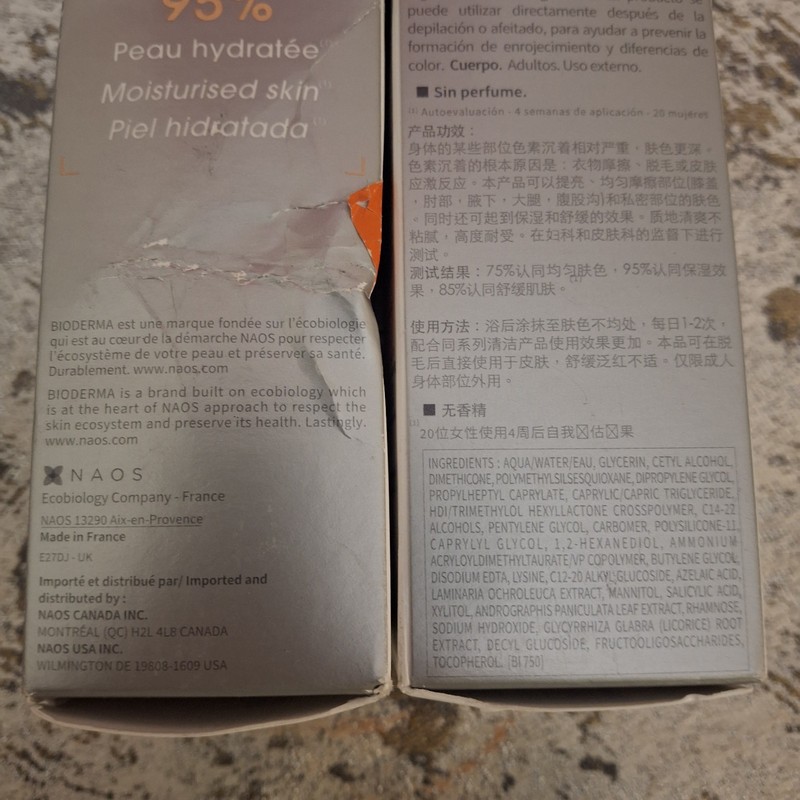 95%
Peau hydratée(1)
Moisturised skin(1)
Piel hidratada(1)
BIODERMA est une marque fondée sur l'écobiologie
qui est au cœur de la démarche NAOS pour respecter
l'écosystème de votre peau et préserver sa santé.
Durablement. www.naos.com
BIODERMA is a brand built on ecobiology which
is at the heart of NAOS approach to respect the
skin ecosystem and preserve its health. Lastingly.
www.naos.com
NAOS
Ecobiology Company - France
NAOS 13290 Aix-en-Provence
Made in France
E27DJ - UK
Importé et distribué par/ Imported and
distributed by :
NAOS CANADA INC.
MONTRÉAL (QC) H2L 4L8 CANADA
NAOS USA INC.
WILMINGTON DE 19808-1609 USA
puede utilizar directamente después de la
depilación o afeitado, para ayudar a prevenir la
formación de enrojecimiento y diferencias de
color. Cuerpo. Adultos. Uso externo.
■ Sin perfume.
(1) Autoevaluación - 4 semanas de aplicación - 20 mujeres
产品功效：
身体的某些部位色素沉着相对严重，肤色更深。
色素沉着的根本原因是：衣物摩擦、脱毛或皮肤
应激反应。本产品可以提亮、均匀摩擦部位(膝盖
，肘部，腋下，大腿，腹股沟)和私密部位的肤色
。同时还可起到保湿和舒缓的效果。质地清爽不
粘腻，高度耐受。在妇科和皮肤科的监督下进行
测试。
测试结果：75%认同均匀肤色，95%认同保湿效
果，85%认同舒缓肌肤。(1)
使用方法：浴后涂抹至肤色不均处，每日1-2次，
配合同系列清洁产品使用效果更加。本品可在脱
毛后直接使用于皮肤，舒缓泛红不适。仅限成人
身体部位外用。
■ 无香精
(1) 20位女性使用4周后自我☒估☒果
INGREDIENTS : AQUA/WATER/EAU, GLYCERIN, CETYL ALCOHOL,
DIMETHICONE, POLYMETHYLSILSESQUIOXANE, DIPROPYLENE GLYCOL,
PROPYLHEPTYL CAPRYLATE, CAPRYLIC/CAPRIC TRIGLYCERIDE,
HDI/TRIMETHYLOL HEXYLLACTONE CROSSPOLYMER, C14-22
ALCOHOLS, PENTYLENE GLYCOL, CARBOMER, POLYSILICONE-11,
CAPRYLYL GLYCOL, 1,2-HEXANEDIOL, AMMONIUM
ACRYLOYLDIMETHYLTAURATE/VP COPOLYMER, BUTYLENE GLYCOL,
DISODIUM EDTA, LYSINE, C12-20 ALKYL GLUCOSIDE, AZELAIC ACID,
LAMINARIA OCHROLEUCA EXTRACT, MANNITOL, SALICYLIC ACID,
XYLITOL, ANDROGRAPHIS PANICULATA LEAF EXTRACT, RHAMNOSE,
SODIUM HYDROXIDE, GLYCYRRHIZA GLABRA (LICORICE) ROOT
EXTRACT, DECYL GLUCOSIDE, FRUCTOOLIGOSACCHARIDES,
TOCOPHEROL. [BI 750]